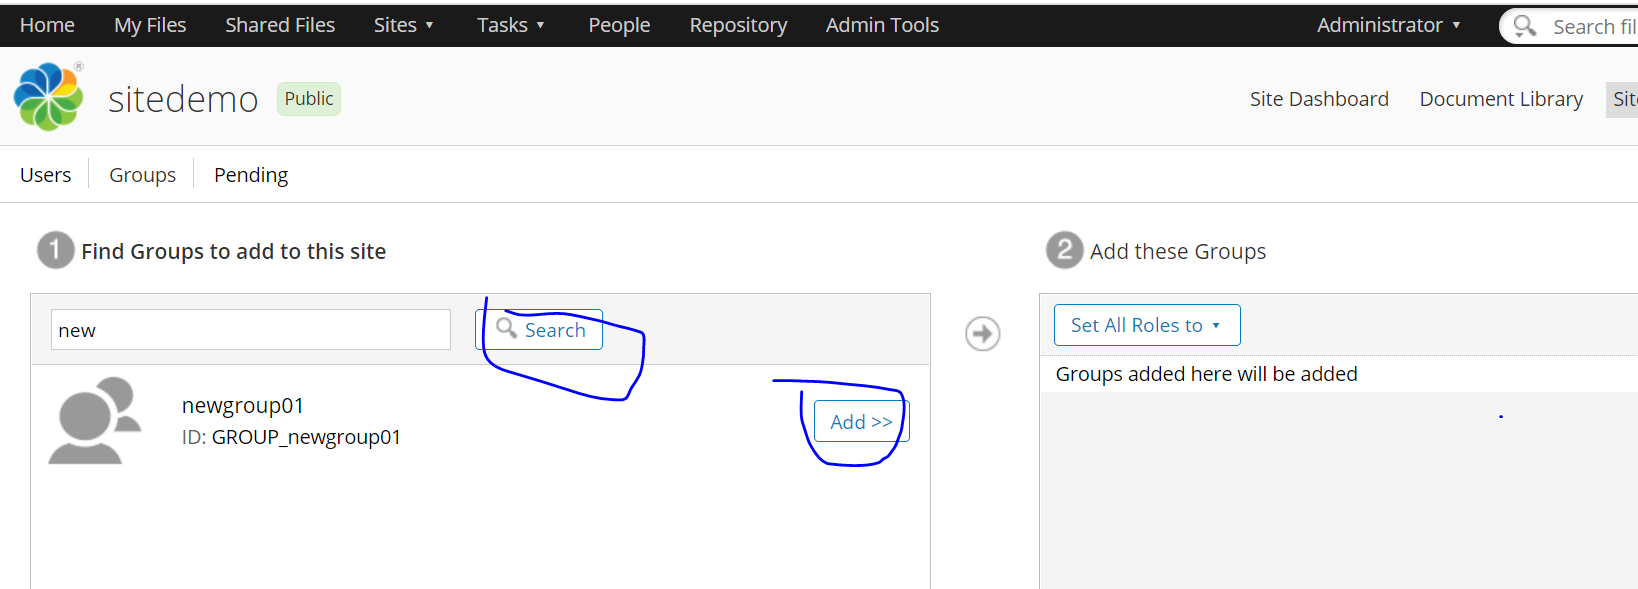 Home My Files Shared Files Sites ▾ Tasks ▾ People Repository Admin Tools Administrator ▾ Search fil
®
sitedemo Public Site Dashboard Document Library Sit
Users Groups Pending
1 Find Groups to add to this site
2 Add these Groups
new Search
Set All Roles to ▾
newgroup01
ID: GROUP_newgroup01
Add >>
Groups added here will be added